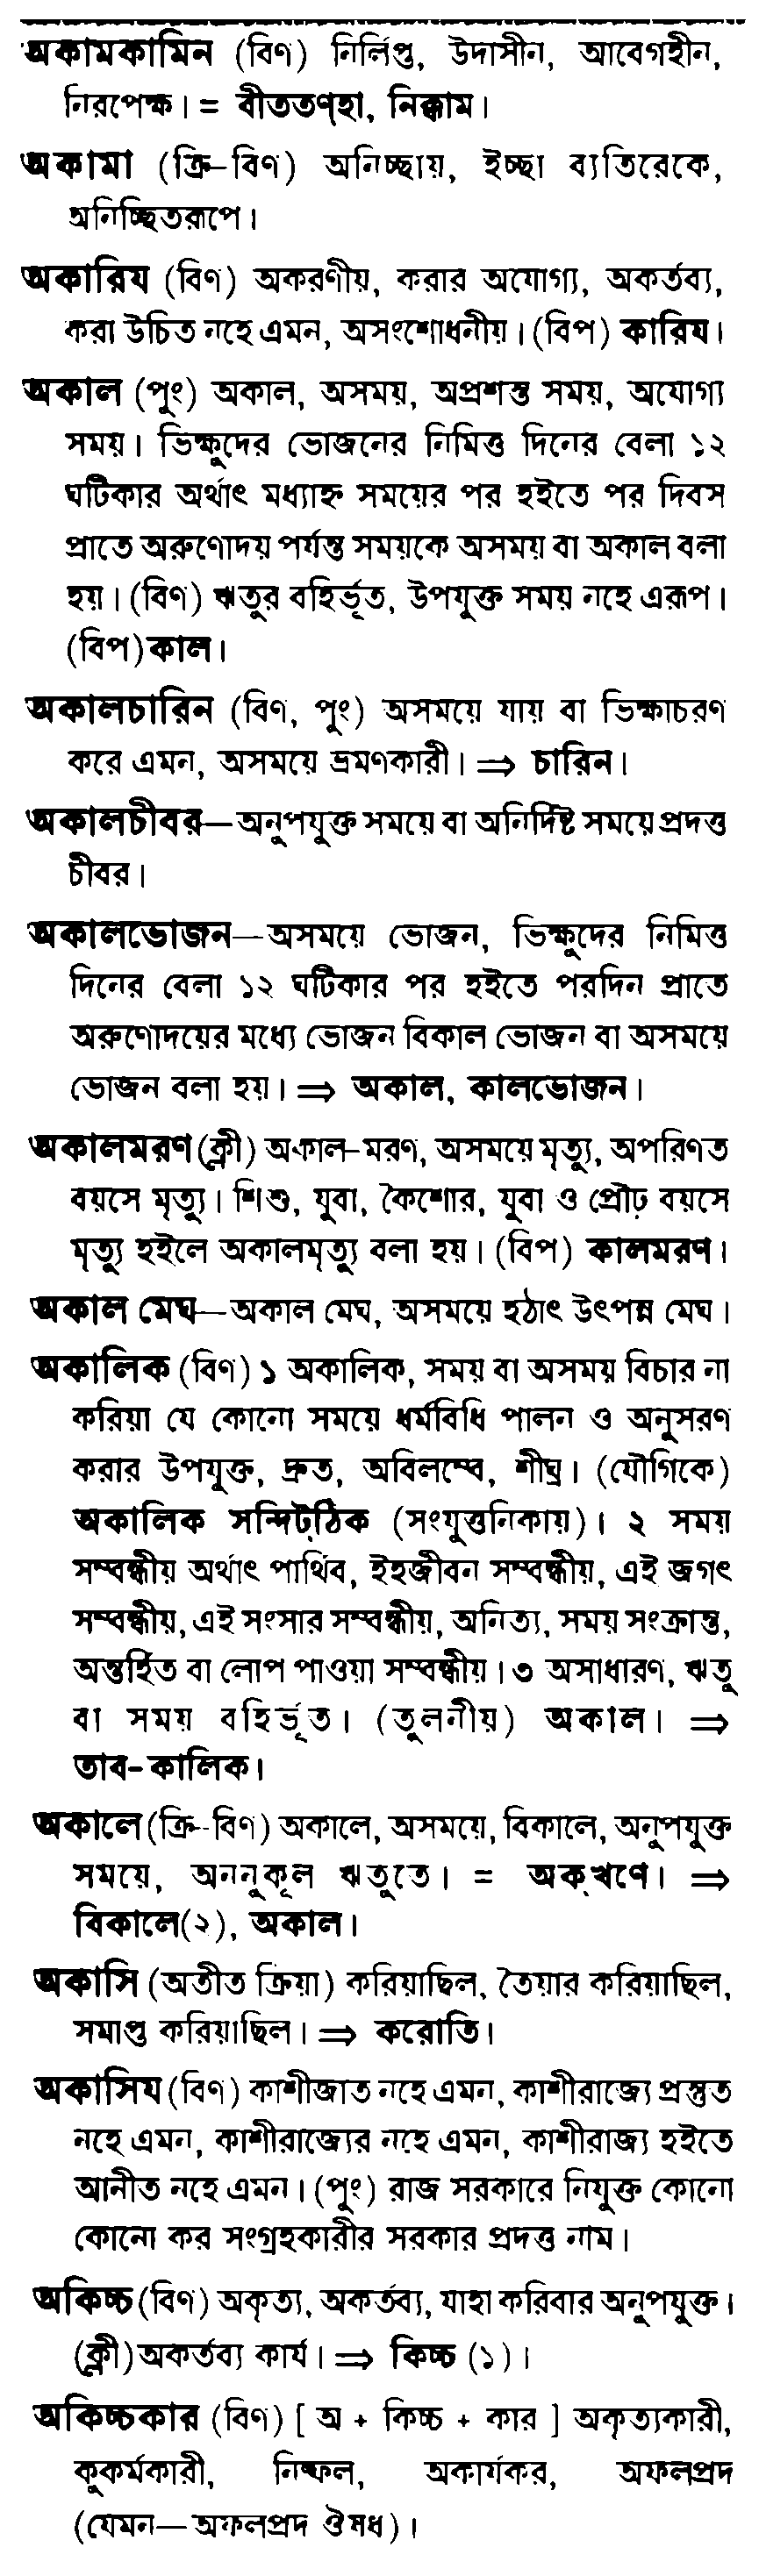 অকামকামিন (বিণ) নির্লিপ্ত, উদাসীন, আবেগহীন,
নিরপেক্ষ। = বীততণ্হা, নিক্কাম।
অকামা (ক্রি-বিণ) অনিচ্ছায়, ইচ্ছা ব্যতিরেকে,
অনিচ্ছিতরূপে।
অকারিয (বিণ) অকরণীয়, করার অযোগ্য, অকর্তব্য,
করা উচিত নহে এমন, অসংশোধনীয়। (বিপ) কারিয।
অকাল (পুং) অকাল, অসময়, অপ্রশস্ত সময়, অযোগ্য
সময়। ভিক্ষুদের ভোজনের নিমিত্ত দিনের বেলা ১২
ঘটিকার অর্থাৎ মধ্যাহ্ন সময়ের পর হইতে পর দিবস
প্রাতে অরুণোদয় পর্যন্ত সময়কে অসময় বা অকাল বলা
হয়। (বিণ) ঋতুর বহির্ভূত, উপযুক্ত সময় নহে এরূপ।
(বিপ) কাল।
অকালচারিন (বিণ, পুং) অসময়ে যায় বা ভিক্ষাচরণ
করে এমন, অসময়ে ভ্রমণকারী। ⇒ চারিন।
অকালচীবর—অনুপযুক্ত সময়ে বা অনির্দিষ্ট সময়ে প্রদত্ত
চীবর।
অকালভোজন—অসময়ে ভোজন, ভিক্ষুদের নিমিত্ত
দিনের বেলা ১২ ঘটিকার পর হইতে পরদিন প্রাতে
অরুণোদয়ের মধ্যে ভোজন বিকাল ভোজন বা অসময়ে
ভোজন বলা হয়। ⇒ অকাল, কালভোজন।
অকালমরণ (ক্লী) অকাল-মরণ, অসময়ে মৃত্যু, অপরিণত
বয়সে মৃত্যু। শিশু, যুবা, কৈশোর, যুবা ও প্রৌঢ় বয়সে
মৃত্যু হইলে অকালমৃত্যু বলা হয়। (বিপ) কালমরণ।
অকাল মেঘ—অকাল মেঘ, অসময়ে হঠাৎ উৎপন্ন মেঘ।
অকালিক (বিণ) ১ অকালিক, সময় বা অসময় বিচার না
করিয়া যে কোনো সময়ে ধর্মবিধি পালন ও অনুসরণ
করার উপযুক্ত, দ্রুত, অবিলম্বে, শীঘ্র। (যৌগিকে)
অকালিক সন্দিট্ঠিক (সংযুত্তনিকায়)। ২ সময়
সম্বন্ধীয় অর্থাৎ পার্থিব, ইহজীবন সম্বন্ধীয়, এই জগৎ
সম্বন্ধীয়, এই সংসার সম্বন্ধীয়, অনিত্য, সময় সংক্রান্ত,
অন্তর্হিত বা লোপ পাওয়া সম্বন্ধীয়। ৩ অসাধারণ, ঋতু
বা সময় বহির্ভূত। (তুলনীয়) অকাল। ⇒
তাব-কালিক।
অকালে (ক্রি-বিণ) অকালে, অসময়ে, বিকালে, অনুপযুক্ত
সময়ে, অননুকূল ঋতুতে। = অক্খণে। ⇒
বিকালে(২), অকাল।
অকাসি (অতীত ক্রিয়া) করিয়াছিল, তৈয়ার করিয়াছিল,
সমাপ্ত করিয়াছিল। ⇒ করোতি।
অকাসিয (বিণ) কাশীজাত নহে এমন, কাশীরাজ্যে প্রস্তুত
নহে এমন, কাশীরাজ্যের নহে এমন, কাশীরাজ্য হইতে
আনীত নহে এমন। (পুং) রাজ সরকারে নিযুক্ত কোনো
কোনো কর সংগ্রহকারীর সরকার প্রদত্ত নাম।
অকিচ্চ (বিণ) অকৃত্য, অকর্তব্য, যাহা করিবার অনুপযুক্ত।
(ক্লী) অকর্তব্য কার্য। ⇒ কিচ্চ (১)।
অকিচ্চকার (বিণ) [ অ + কিচ্চ + কার ] অকৃত্যকারী,
কুকর্মকারী, নিষ্ফল, অকার্যকর, অফলপ্রদ
(যেমন—অফলপ্রদ ঔষধ)।